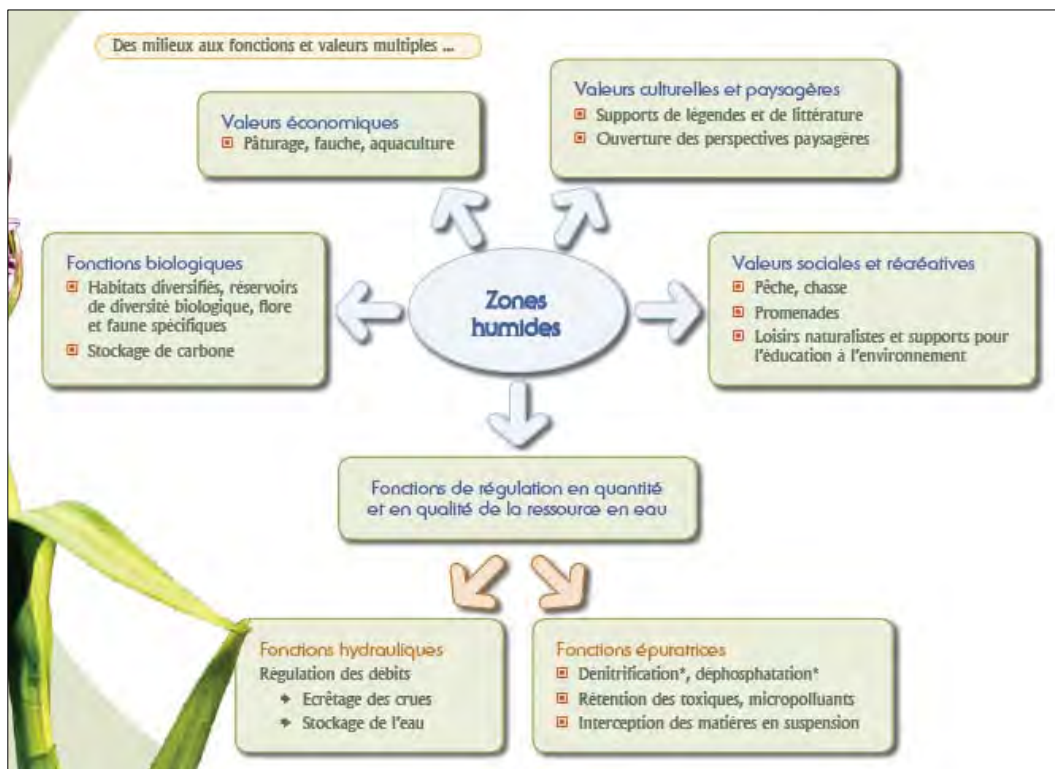 Des milieux aux fonctions et valeurs multiples ...
Valeurs économiques
Pâturage, fauche, aquaculture
Valeurs culturelles et paysagères
Supports de légendes et de littérature
Ouverture des perspectives paysagères
Fonctions biologiques
Habitats diversifiés, réservoirs
de diversité biologique, flore
et faune spécifiques
Stockage de carbone
Zones
humides
Valeurs sociales et récréatives
Pêche, chasse
Promenades
Loisirs naturalistes et supports pour
l'éducation à l'environnement
Fonctions de régulation en quantité
et en qualité de la ressource en eau
Fonctions hydrauliques
Régulation des débits
Ecrêtage des crues
Stockage de l'eau
Fonctions épuratrices
Dénitrification*, déphosphatation*
Rétention des toxiques, micropolluants
Interception des matières en suspension